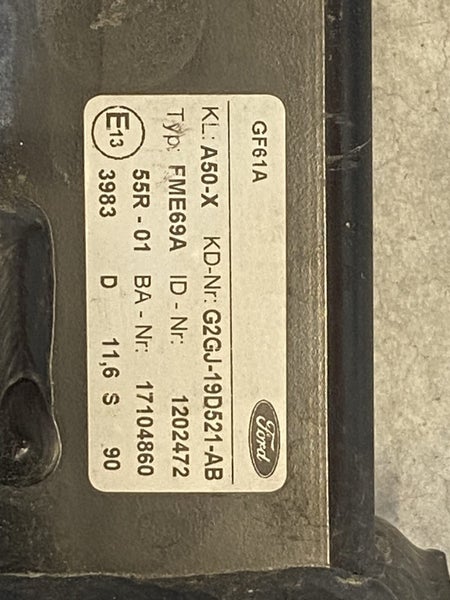 GF61A Ford
KL: A50-X KD-Nr: G2GJ-19D521-AB
Typ: FME69A ID - Nr: 1202472
E13 55R - 01 BA - Nr: 17104860
3983 D 11,6 S 90